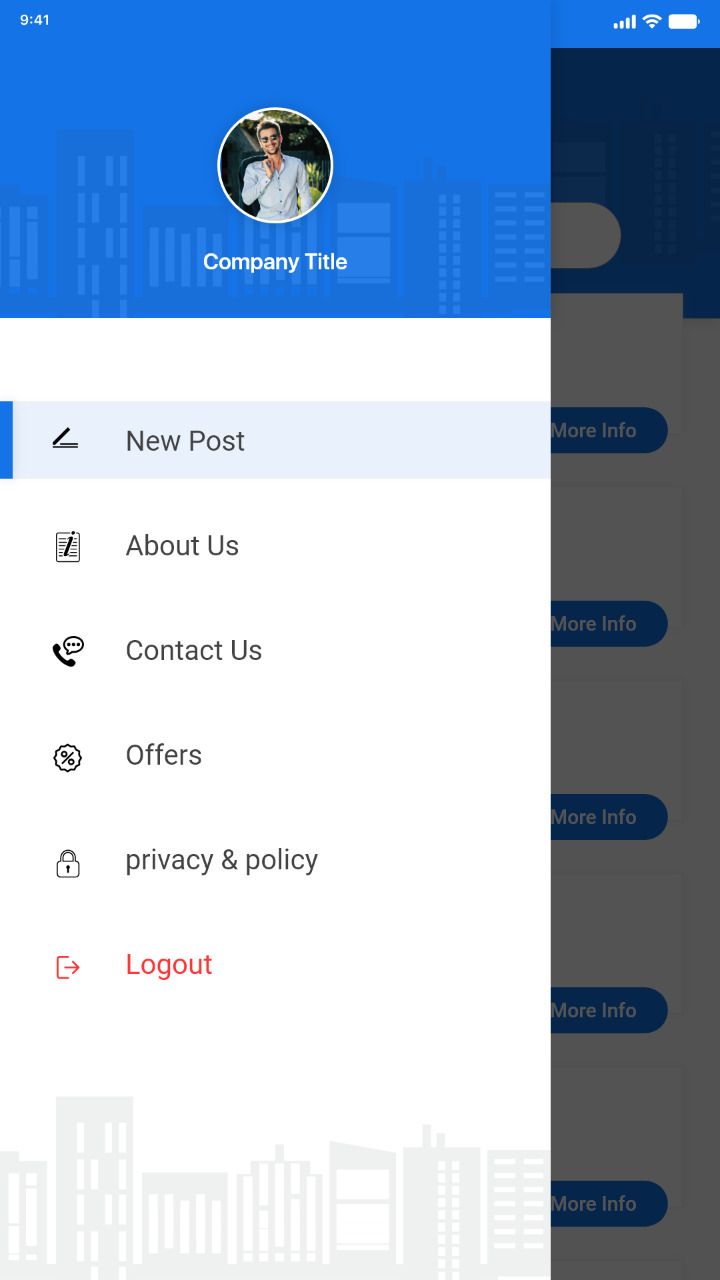 9:41
Company Title
New Post
About Us
Contact Us
Offers
privacy & policy
Logout
More Info
More Info
More Info
More Info
More Info